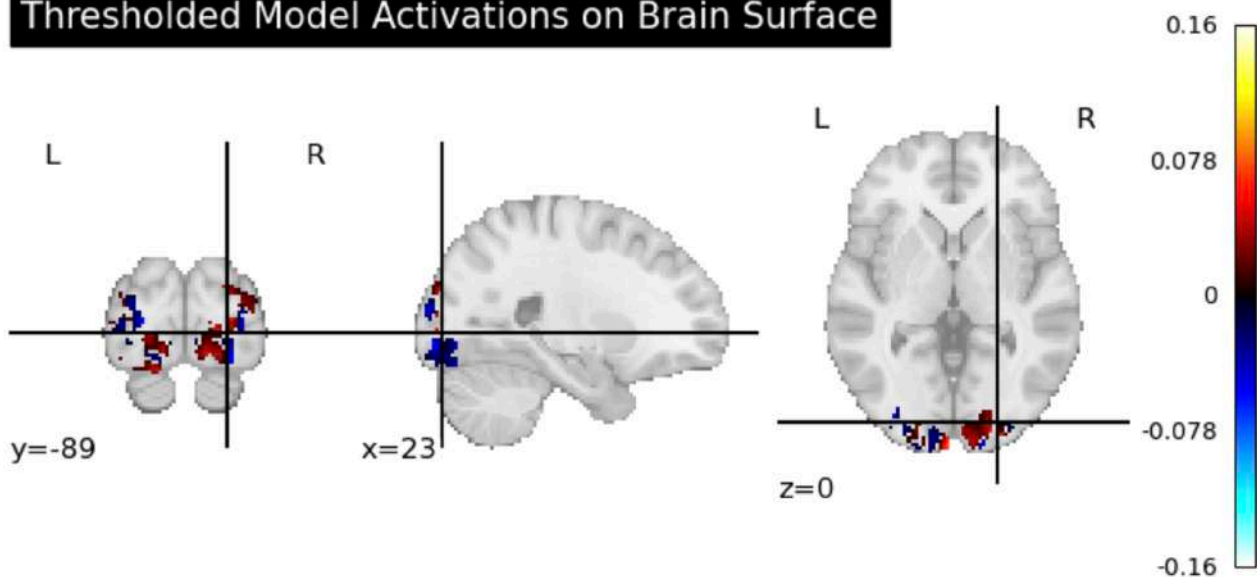 Thresholded Model Activations on Brain Surface
L
R
y=-89
x=23
L
R
z=0
0.16
0.078
0
-0.078
-0.16